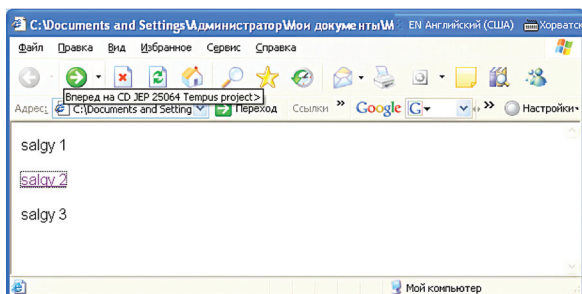 C:\Documents and Settings\Администратор\Мои документы\М
EN Английский (США) Хорватск
Файл Правка Вид Избранное Сервис Справка
Вперед на CD JEP 25064 Tempus project>
Адрес: C:\Documents and Setting Переход Ссылки » Google G » Настройки
salgy 1
salgy 2
salgy 3
Мой компьютер